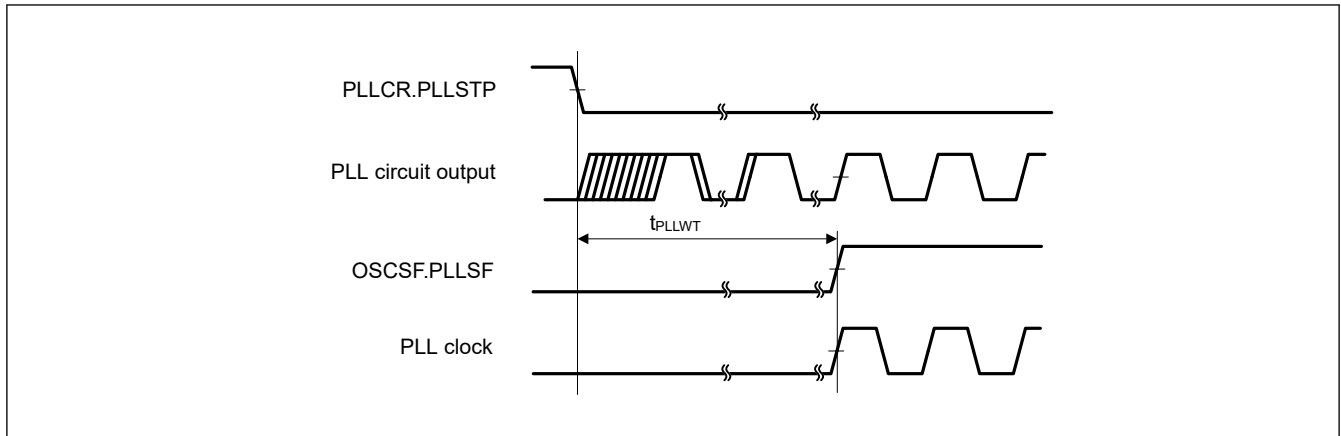 PLLCR.PLLSTP
PLL circuit output
tPLLWT
OSCSF.PLLSF
PLL clock